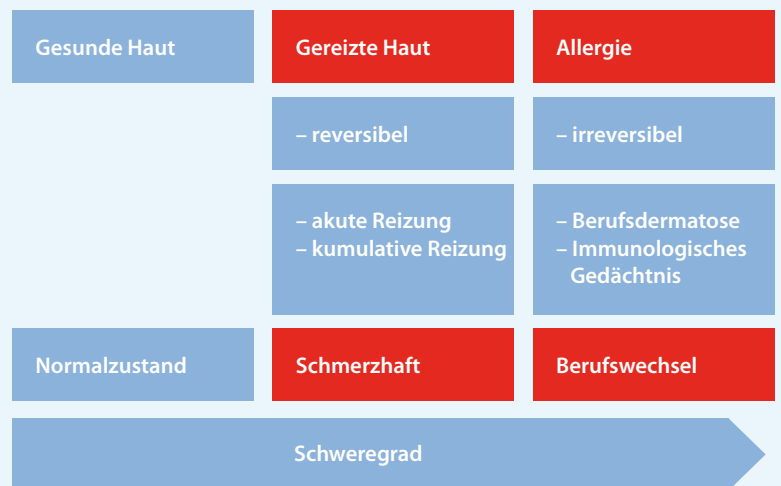 Gesunde Haut
Gereizte Haut
Allergie
– reversibel
– irreversibel
– akute Reizung
– kumulative Reizung
– Berufsdermatose
– Immunologisches
Gedächtnis
Normalzustand
Schmerzhaft
Berufswechsel
Schweregrad